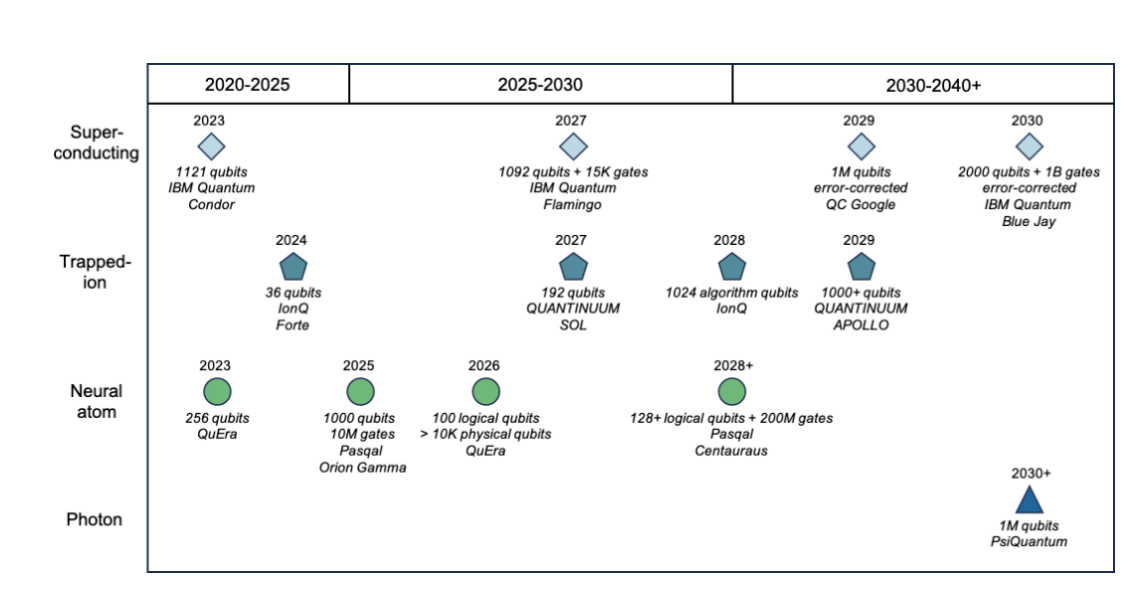 2020-2025
2025-2030
2030-2040+
Super-
conducting
2023
1121 qubits
IBM Quantum
Condor
2027
1092 qubits + 15K gates
IBM Quantum
Flamingo
2029
1M qubits
error-corrected
QC Google
2030
2000 qubits + 1B gates
error-corrected
IBM Quantum
Blue Jay
Trapped-
ion
2024
36 qubits
IonQ
Forte
2027
192 qubits
QUANTINUUM
SOL
2028
1024 algorithm qubits
IonQ
2029
1000+ qubits
QUANTINUUM
APOLLO
Neural
atom
2023
256 qubits
QuEra
2025
1000 qubits
10M gates
Pasqal
Orion Gamma
2026
100 logical qubits
> 10K physical qubits
QuEra
2028+
128+ logical qubits + 200M gates
Pasqal
Centauraus
Photon
2030+
1M qubits
PsiQuantum